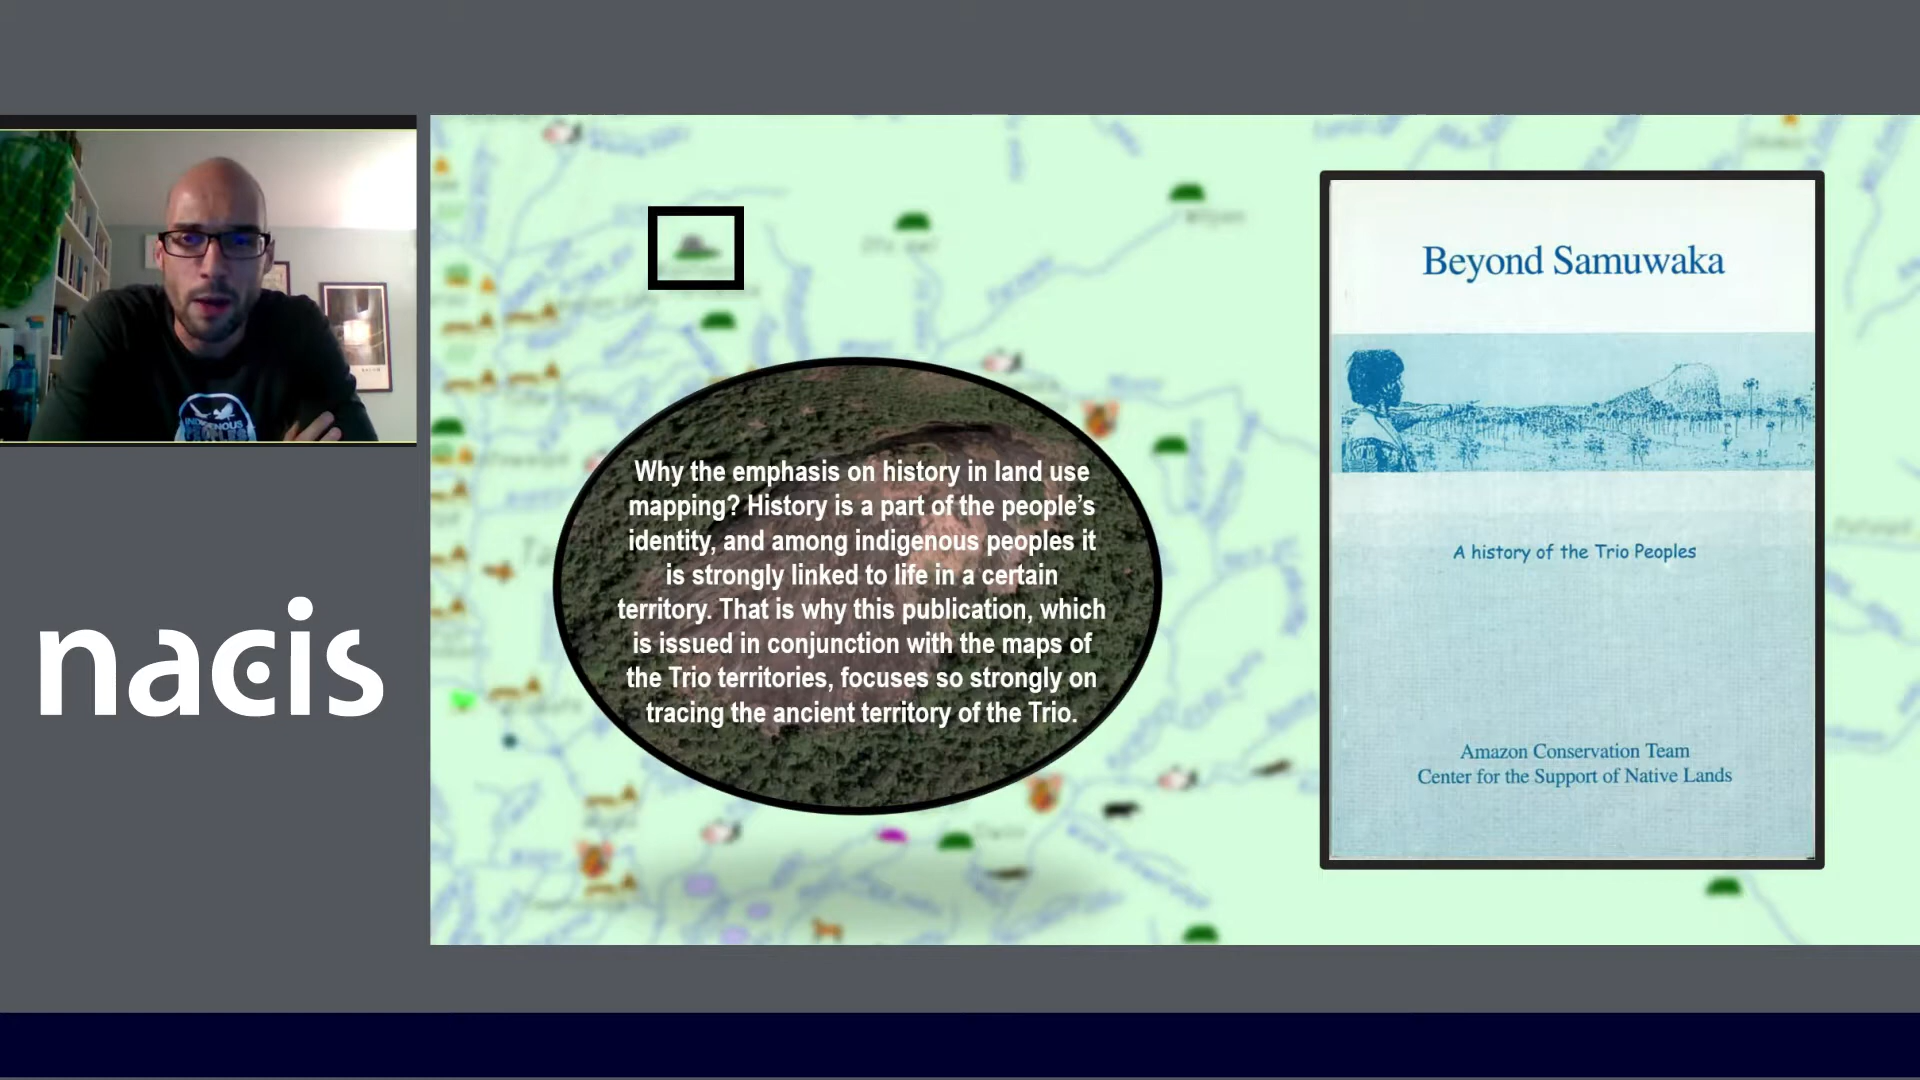 INDIGENOUS
nacis
Why the emphasis on history in land use
mapping? History is a part of the people's
identity, and among indigenous peoples it
is strongly linked to life in a certain
territory. That is why this publication, which
is issued in conjunction with the maps of
the Trio territories, focuses so strongly on
tracing the ancient territory of the Trio.
Beyond Samuwaka
A history of the Trio Peoples
Amazon Conservation Team
Center for the Support of Native Lands